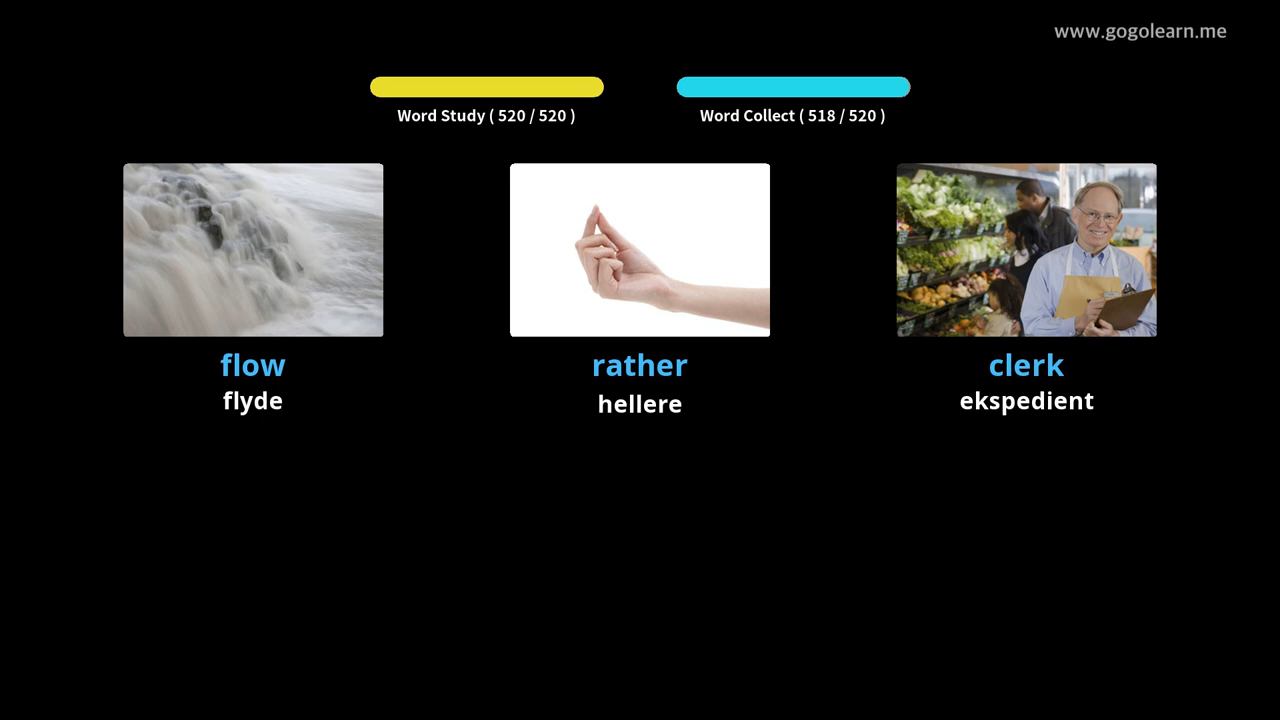 www.gogolearn.me
Word Study ( 520 / 520 )
Word Collect ( 518 / 520 )
flow
flyde
rather
hellere
clerk
ekspedient